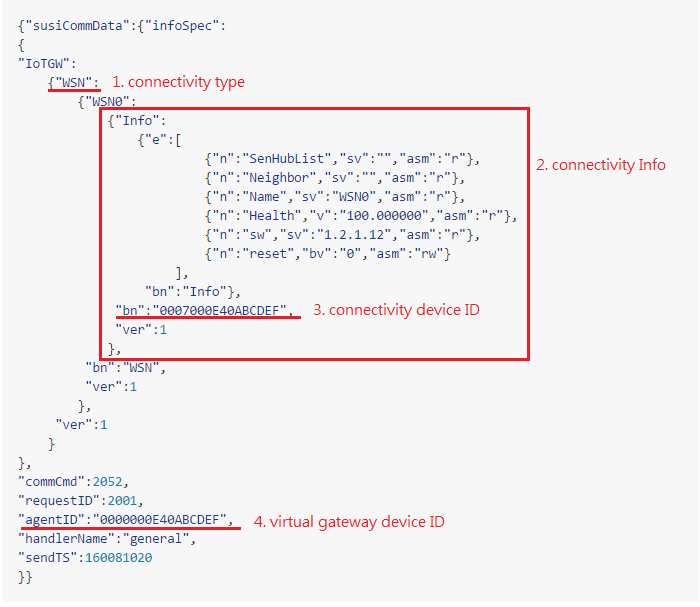 {"susiCommData":{"infoSpec":
{
"IoTGW":
{"WSN": 1. connectivity type
{"WSN0":
{"Info":
{"e":[
{"n":"SenHubList","sv":"","asm":"r"}, 2. connectivity Info
{"n":"Neighbor","sv":"","asm":"r"},
{"n":"Name","sv":"WSN0","asm":"r"},
{"n":"Health","v":"100.000000","asm":"r"},
{"n":"sw","sv":"1.2.1.12","asm":"r"},
{"n":"reset","bv":"0","asm":"rw"}
],
"bn":"Info"},
"bn":"0007000E40ABCDEF", 3. connectivity device ID
"ver":1
},
"bn":"WSN",
"ver":1
},
"ver":1
}
},
"commCmd":2052,
"requestID":2001,
"agentID":"0000000E40ABCDEF", 4. virtual gateway device ID
"handlerName":"general",
"sendTS":160081020
}}